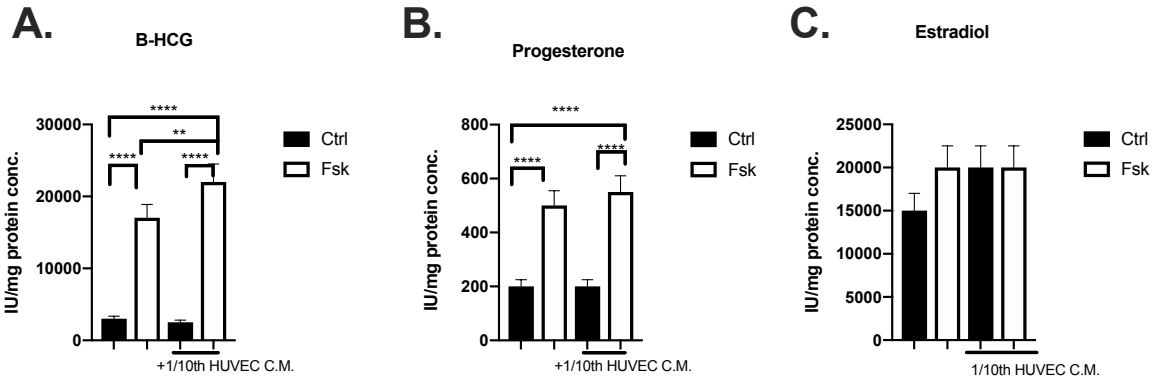 A.
B-HCG
IU/mg protein conc.
30000
20000
10000
0
****
**
****
****
Ctrl
Fsk
+1/10th HUVEC C.M.
B.
Progesterone
IU/mg protein conc.
800
600
400
200
0
****
****
****
Ctrl
Fsk
+1/10th HUVEC C.M.
C.
Estradiol
IU/mg protein conc.
25000
20000
15000
10000
5000
0
Ctrl
Fsk
1/10th HUVEC C.M.